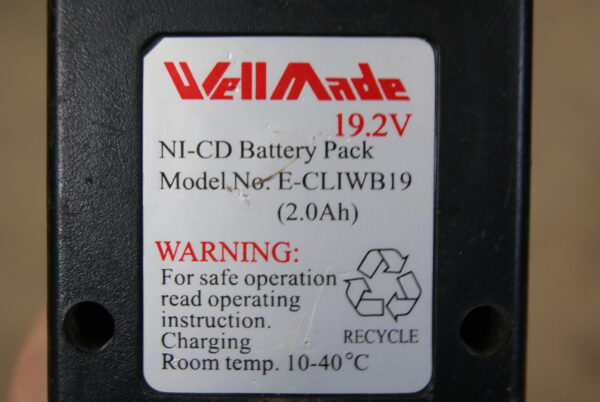 WellMade
19.2V
NI-CD Battery Pack
Model.No: E-CLIWB19
(2.0Ah)
WARNING:
For safe operation
read operating
instruction.
Charging
Room temp. 10-40°C
RECYCLE